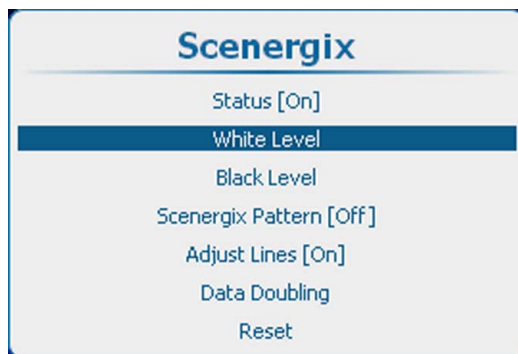 Scenergix
Status [On]
White Level
Black Level
Scenergix Pattern [Off]
Adjust Lines [On]
Data Doubling
Reset